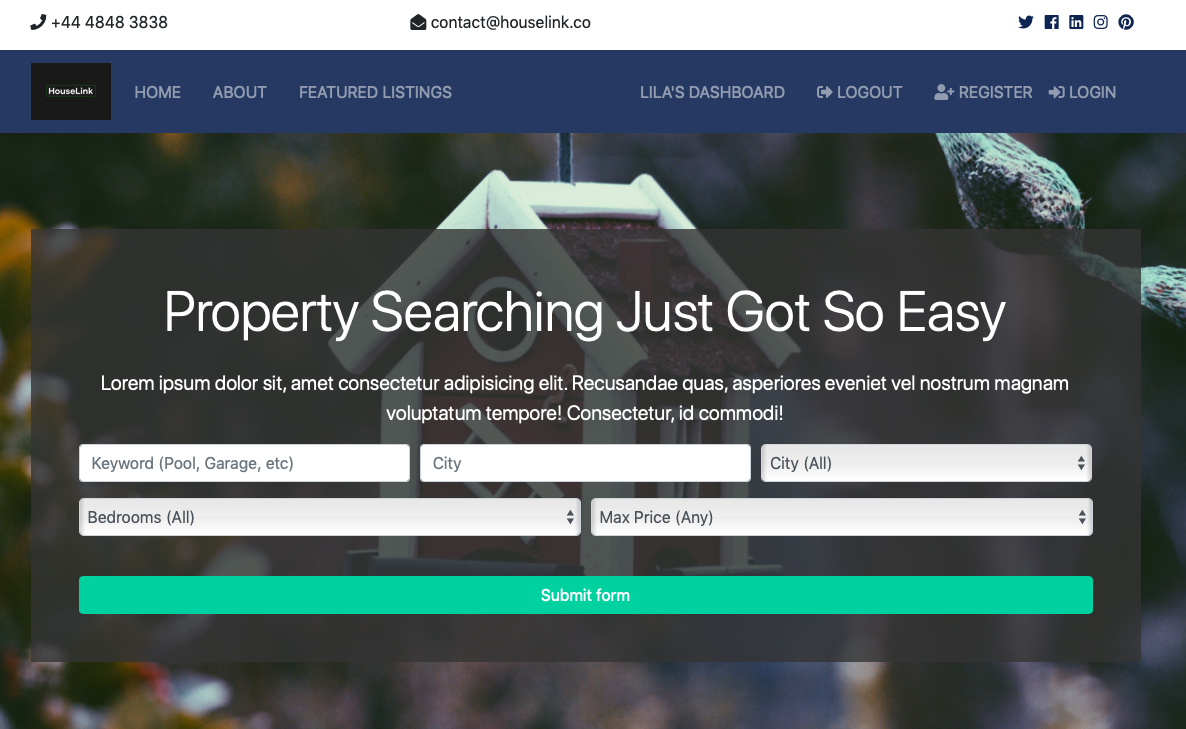 +44 4848 3838
contact@houselink.co
HouseLink
HOME
ABOUT
FEATURED LISTINGS
LILA'S DASHBOARD
LOGOUT
REGISTER
LOGIN
Property Searching Just Got So Easy
Lorem ipsum dolor sit, amet consectetur adipisicing elit. Recusandae quas, asperiores eveniet vel nostrum magnam
voluptatum tempore! Consectetur, id commodi!
Keyword (Pool, Garage, etc)
City
City (All)
Bedrooms (All)
Max Price (Any)
Submit form